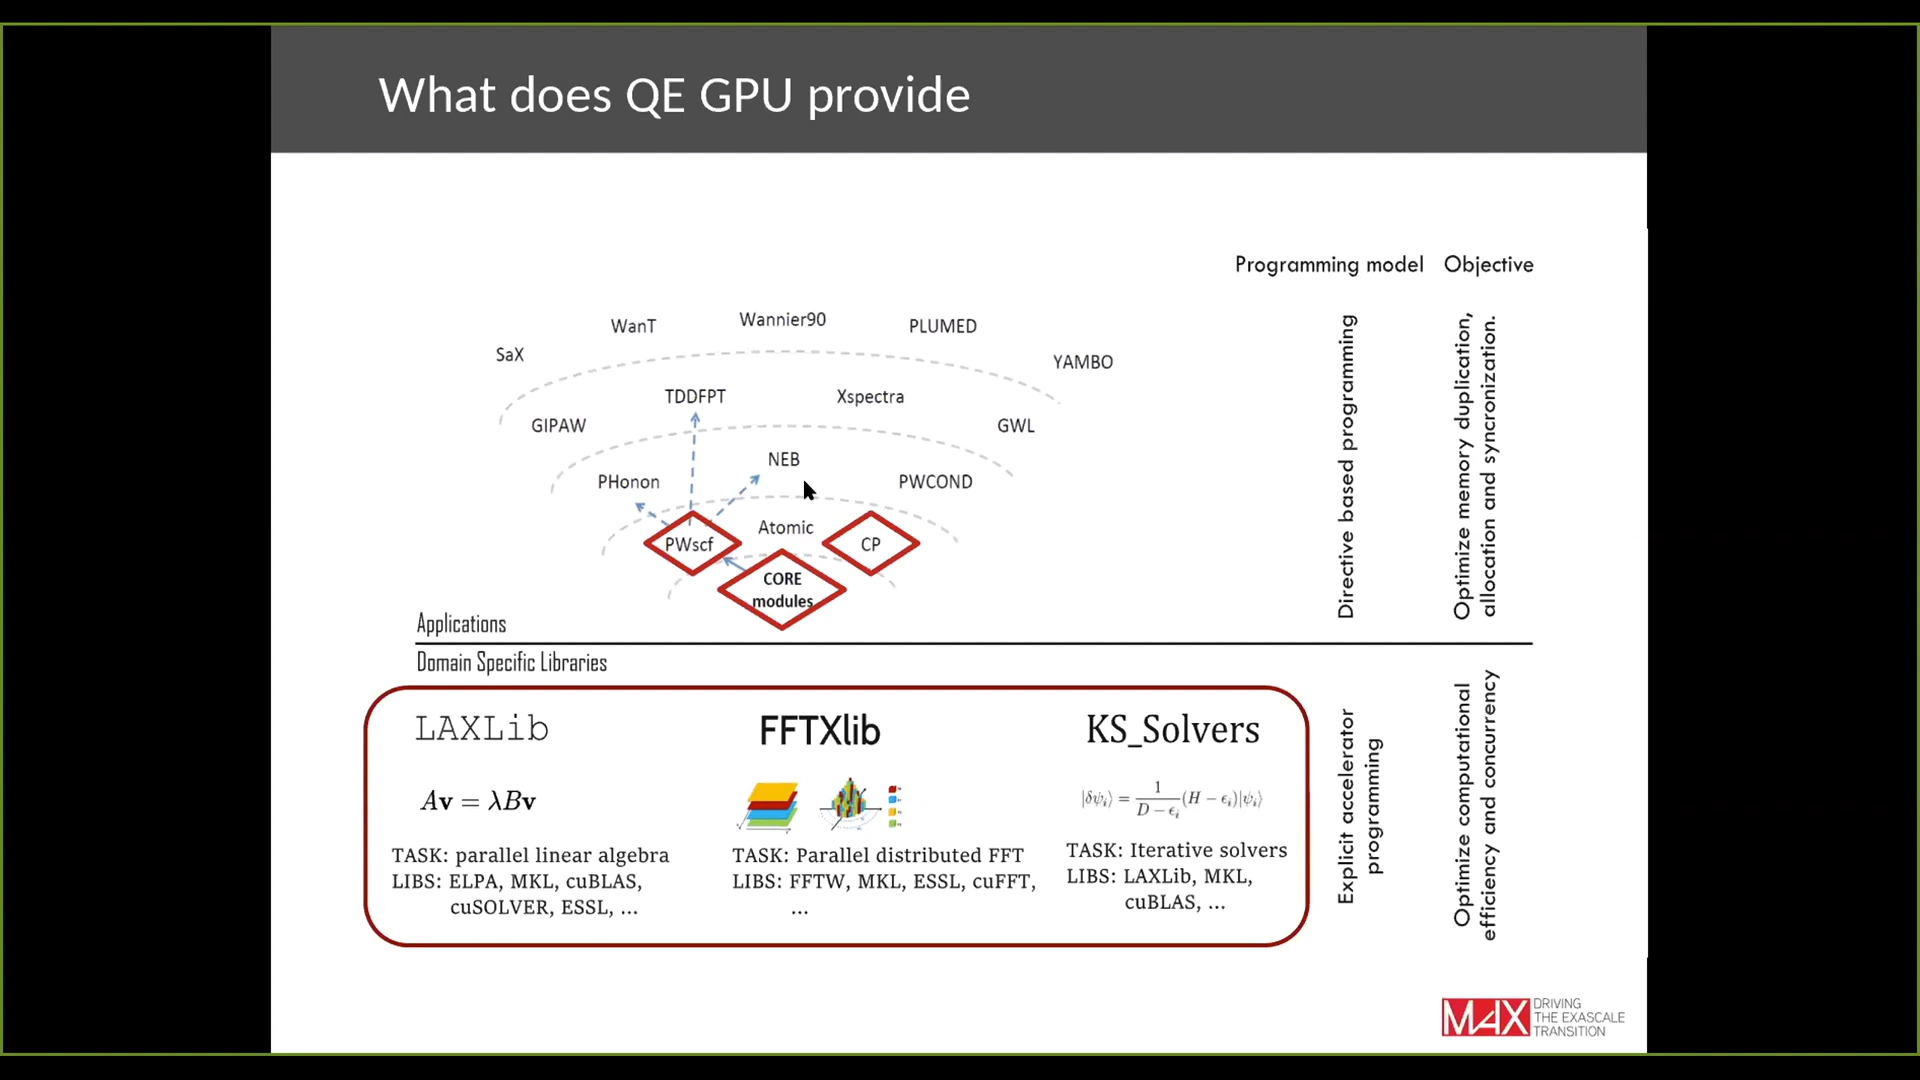 What does QE GPU provide
Programming model
Objective
WanT
Wannier90
PLUMED
SaX
YAMBO
TDDFPT
Xspectra
GIPAW
GWL
NEB
PHonon
PWCOND
Atomic
PWscf
CP
CORE
modules
Directive based programming
Optimize memory duplication,
allocation and syncronization.
Applications
Domain Specific Libraries
LAXLib
FFTXlib
KS_Solvers
Av = λBv
|δψᵢ⟩ = 1/(D − ϵᵢ) (H − ϵᵢ)|ψᵢ⟩
TASK: parallel linear algebra
LIBS: ELPA, MKL, cuBLAS,
cuSOLVER, ESSL, ...
TASK: Parallel distributed FFT
LIBS: FFTW, MKL, ESSL, cuFFT,
...
TASK: Iterative solvers
LIBS: LAXLib, MKL,
cuBLAS, ...
Explicit accelerator
programming
Optimize computational
efficiency and concurrency
MAX
DRIVING
THE EXASCALE
TRANSITION